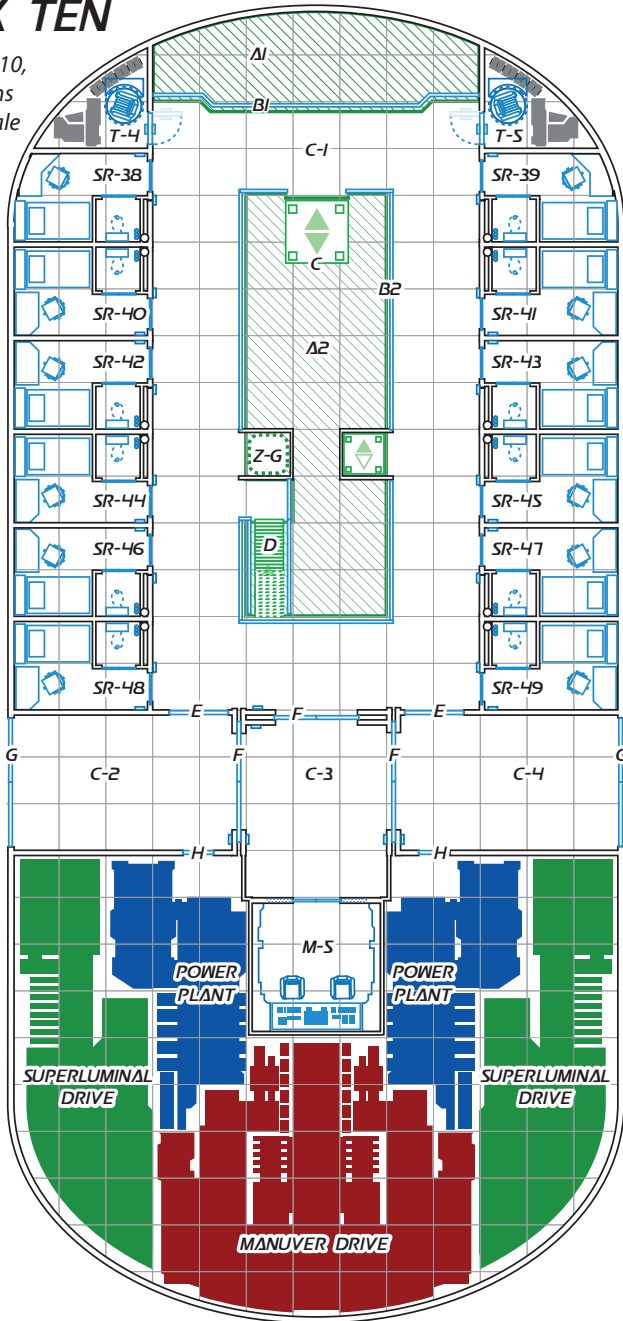 TEN
10,
A1
B1
T-4
T-5
C-1
SR-38
SR-39
C
B2
SR-40
SR-41
A2
SR-42
SR-43
Z-G
SR-44
SR-45
D
SR-46
SR-47
SR-48
SR-49
E
F
E
G
F
F
G
C-2
C-3
C-4
H
H
M-5
POWER
PLANT
POWER
PLANT
SUPERLUMINAL
DRIVE
SUPERLUMINAL
DRIVE
MANUVER DRIVE